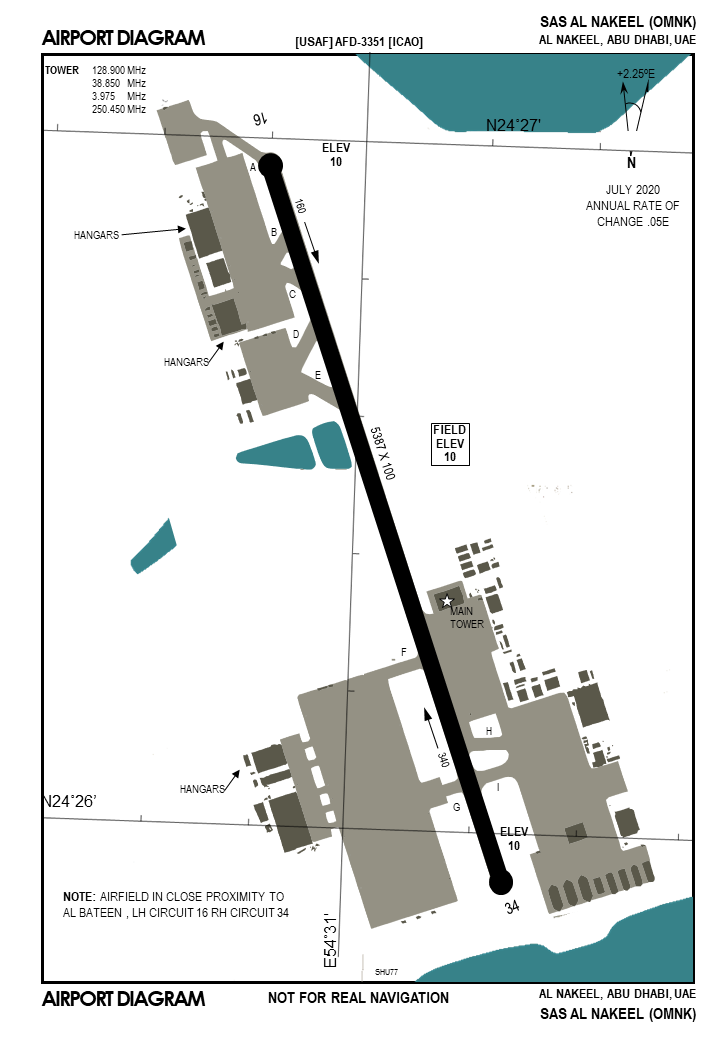 SAS AL NAKEEL (OMNK)
AIRPORT DIAGRAM
[USAF] AFD-3351 [ICAO]
AL NAKEEL, ABU DHABI, UAE
TOWER 128.900 MHz
38.850 MHz
3.975 MHz
250.450 MHz
+2.25ºE
N
JULY 2020
ANNUAL RATE OF
CHANGE .05E
N24°27'
16
ELEV
10
A
160
B
HANGARS
C
D
HANGARS
E
5387 X 100
FIELD
ELEV
10
MAIN
TOWER
F
H
340
HANGARS
I
G
N24°26'
ELEV
10
34
NOTE: AIRFIELD IN CLOSE PROXIMITY TO
AL BATEEN , LH CIRCUIT 16 RH CIRCUIT 34
E54°31'
SHU77
AIRPORT DIAGRAM
NOT FOR REAL NAVIGATION
AL NAKEEL, ABU DHABI, UAE
SAS AL NAKEEL (OMNK)